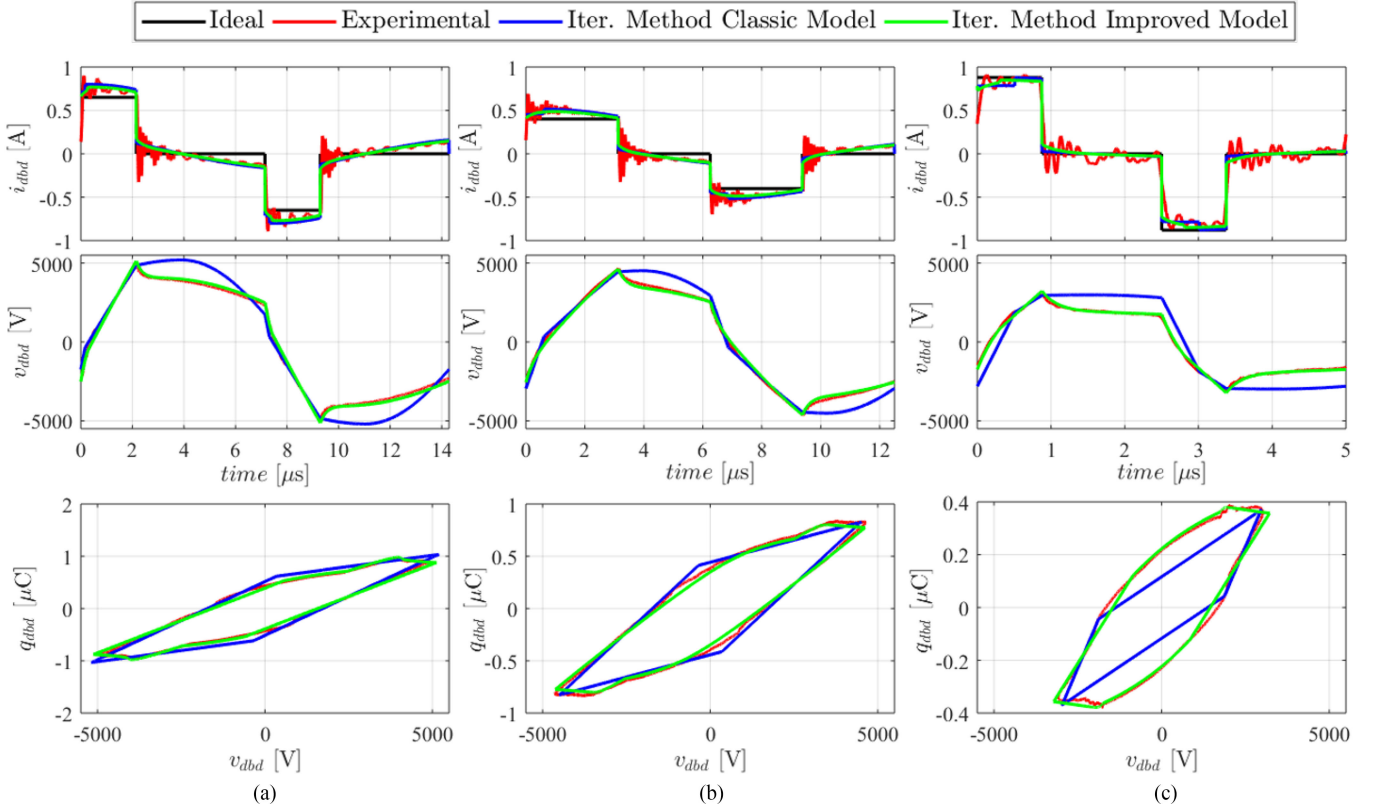 Ideal Experimental Iter. Method Classic Model Iter. Method Improved Model
1
0.5
0
-0.5
-1
i_dbd [A]
1
0.5
0
-0.5
-1
i_dbd [A]
1
0.5
0
-0.5
-1
i_dbd [A]
5000
0
-5000
v_dbd [V]
0 2 4 6 8 10 12 14
time [μs]
5000
0
-5000
v_dbd [V]
0 2 4 6 8 10 12
time [μs]
5000
0
-5000
v_dbd [V]
0 1 2 3 4 5
time [μs]
2
1
0
-1
-2
q_dbd [μC]
-5000 0 5000
v_dbd [V]
1
0.5
0
-0.5
-1
q_dbd [μC]
-5000 0 5000
v_dbd [V]
0.4
0.2
0
-0.2
-0.4
q_dbd [μC]
-5000 0 5000
v_dbd [V]
(a) (b) (c)